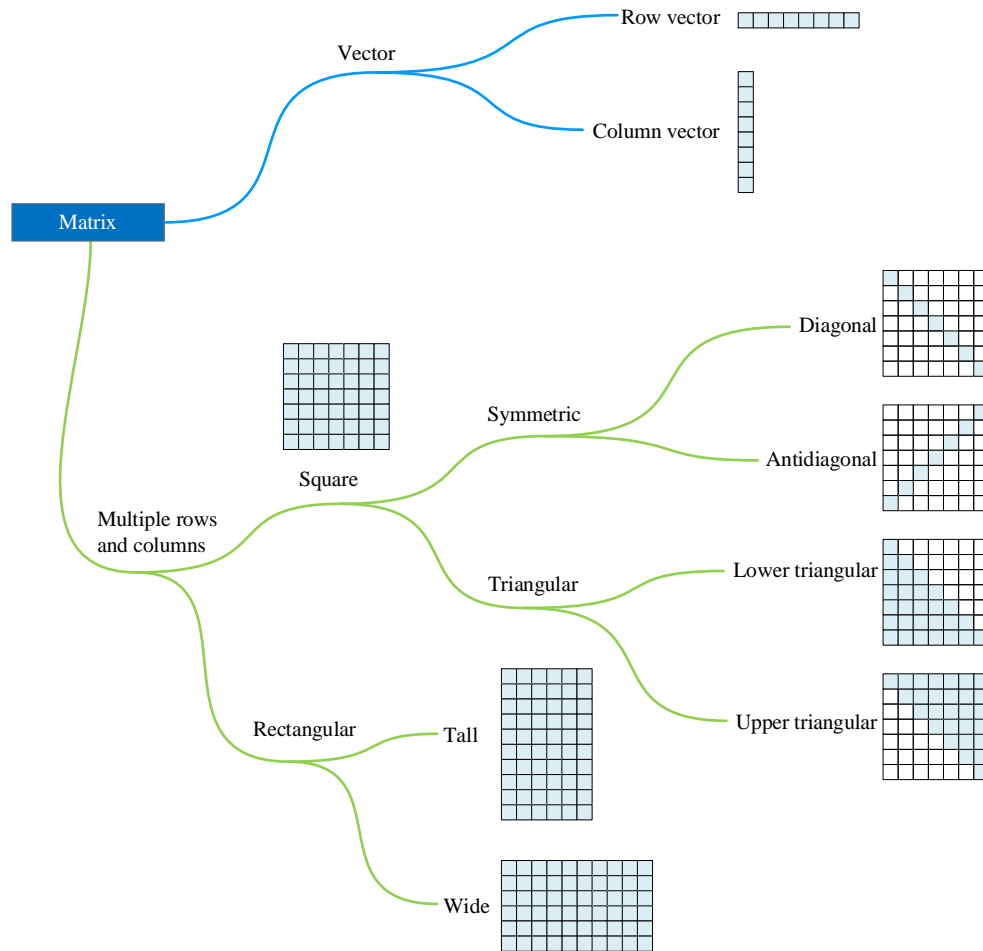 Row vector
Vector
Column vector
Matrix
Diagonal
Symmetric
Antidiagonal
Square
Multiple rows
and columns
Lower triangular
Triangular
Upper triangular
Rectangular
Tall
Wide